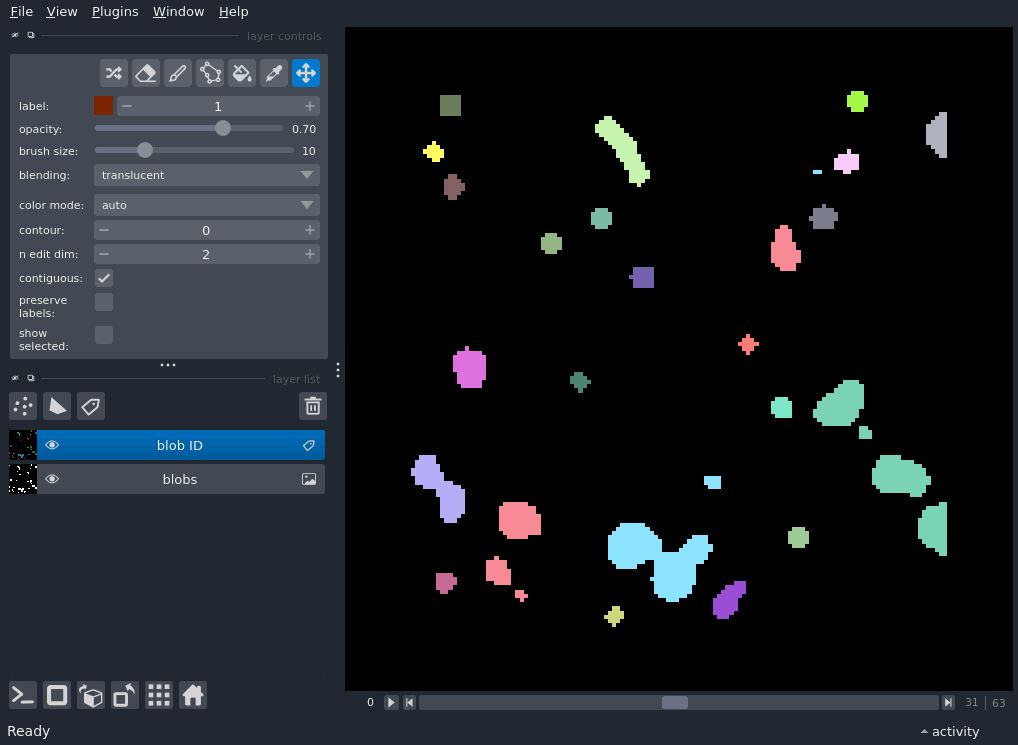 File View Plugins Window Help
layer controls
label: 1
opacity: 0.70
brush size: 10
blending: translucent
color mode: auto
contour: 0
n edit dim: 2
contiguous:
preserve
labels:
show
selected:
layer list
blob ID
blobs
0 31 | 63
Ready activity